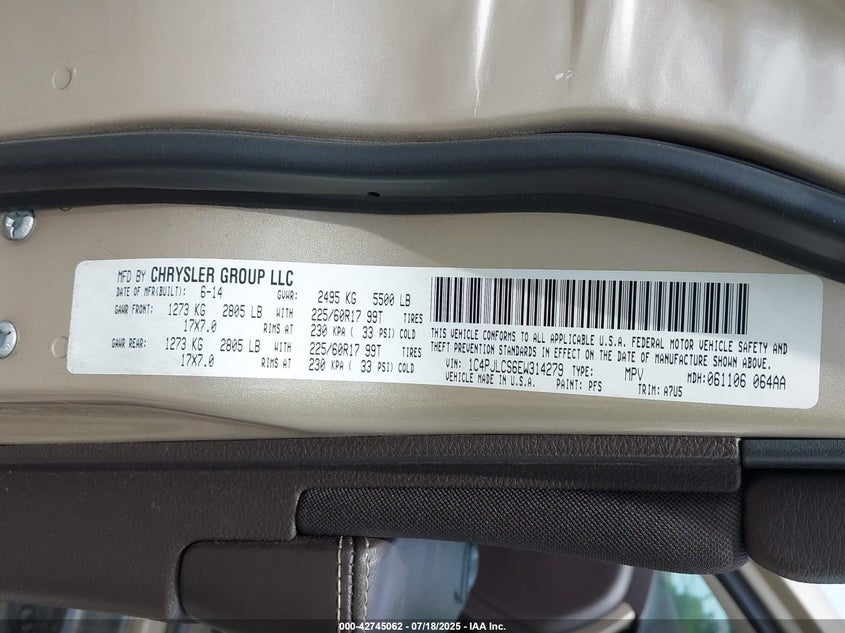 MFD BY CHRYSLER GROUP LLC
DATE OF MFR(BUILT): 6-14 GVWR: 2495 KG 5500 LB
GAWR FRONT: 1273 KG 2805 LB WITH 225/60R17 99T TIRES
17X7.0 RIMS AT 230 KPA ( 33 PSI) COLD
GAWR REAR: 1273 KG 2805 LB WITH 225/60R17 99T TIRES
17X7.0 RIMS AT 230 KPA ( 33 PSI) COLD
THIS VEHICLE CONFORMS TO ALL APPLICABLE U.S.A. FEDERAL MOTOR VEHICLE SAFETY AND
THEFT PREVENTION STANDARDS IN EFFECT ON THE DATE OF MANUFACTURE SHOWN ABOVE.
VIN: 1C4PJLCS6EW314279 TYPE: MPV MDH:061106 064AA
VEHICLE MADE IN U.S.A. PAINT: PFS TRIM: A7U5
000-42745062 - 07/18/2025 - IAA Inc.